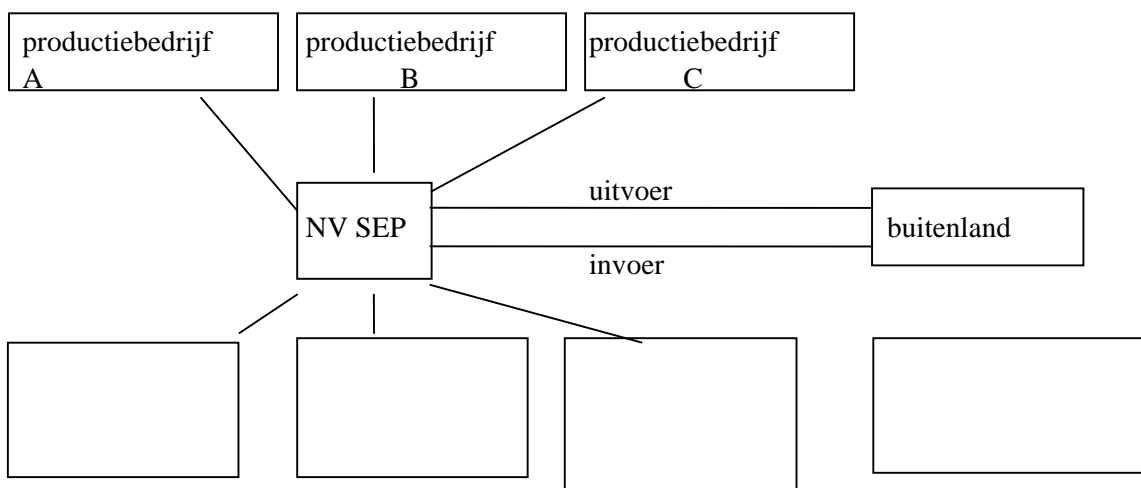 productiebedrijf
A
productiebedrijf
B
productiebedrijf
C
uitvoer
NV SEP
buitenland
invoer